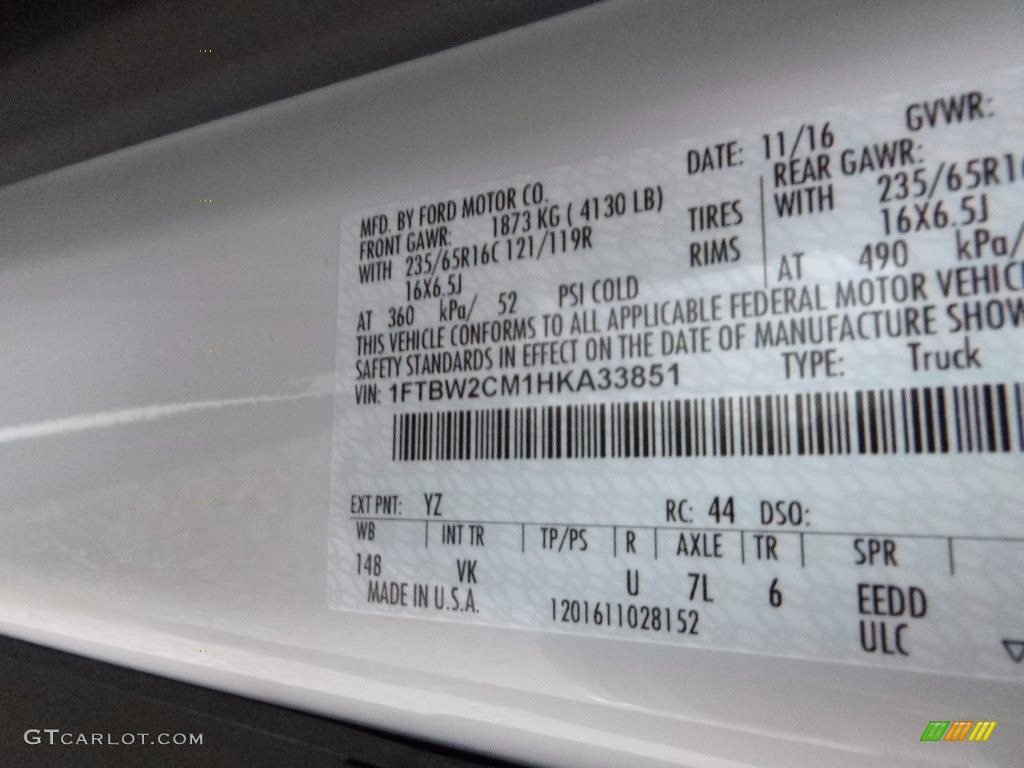 DATE: 11/16 GVWR:
MFD. BY FORD MOTOR CO.
FRONT GAWR: 1873 KG ( 4130 LB) REAR GAWR:
WITH 235/65R16C 121/119R TIRES WITH 235/65R16
16X6.5J RIMS 16X6.5J
AT 360 kPa/ 52 PSI COLD AT 490 kPa/
THIS VEHICLE CONFORMS TO ALL APPLICABLE FEDERAL MOTOR VEHIC
SAFETY STANDARDS IN EFFECT ON THE DATE OF MANUFACTURE SHOW
VIN: 1FTBW2CM1HKA33851 TYPE: Truck
EXT PNT: YZ RC: 44 DSO:
WB INT TR TP/PS R AXLE TR SPR
148 VK U 7L 6 EEDD
MADE IN U.S.A. 1201611028152 ULC
GTCARLOT.COM